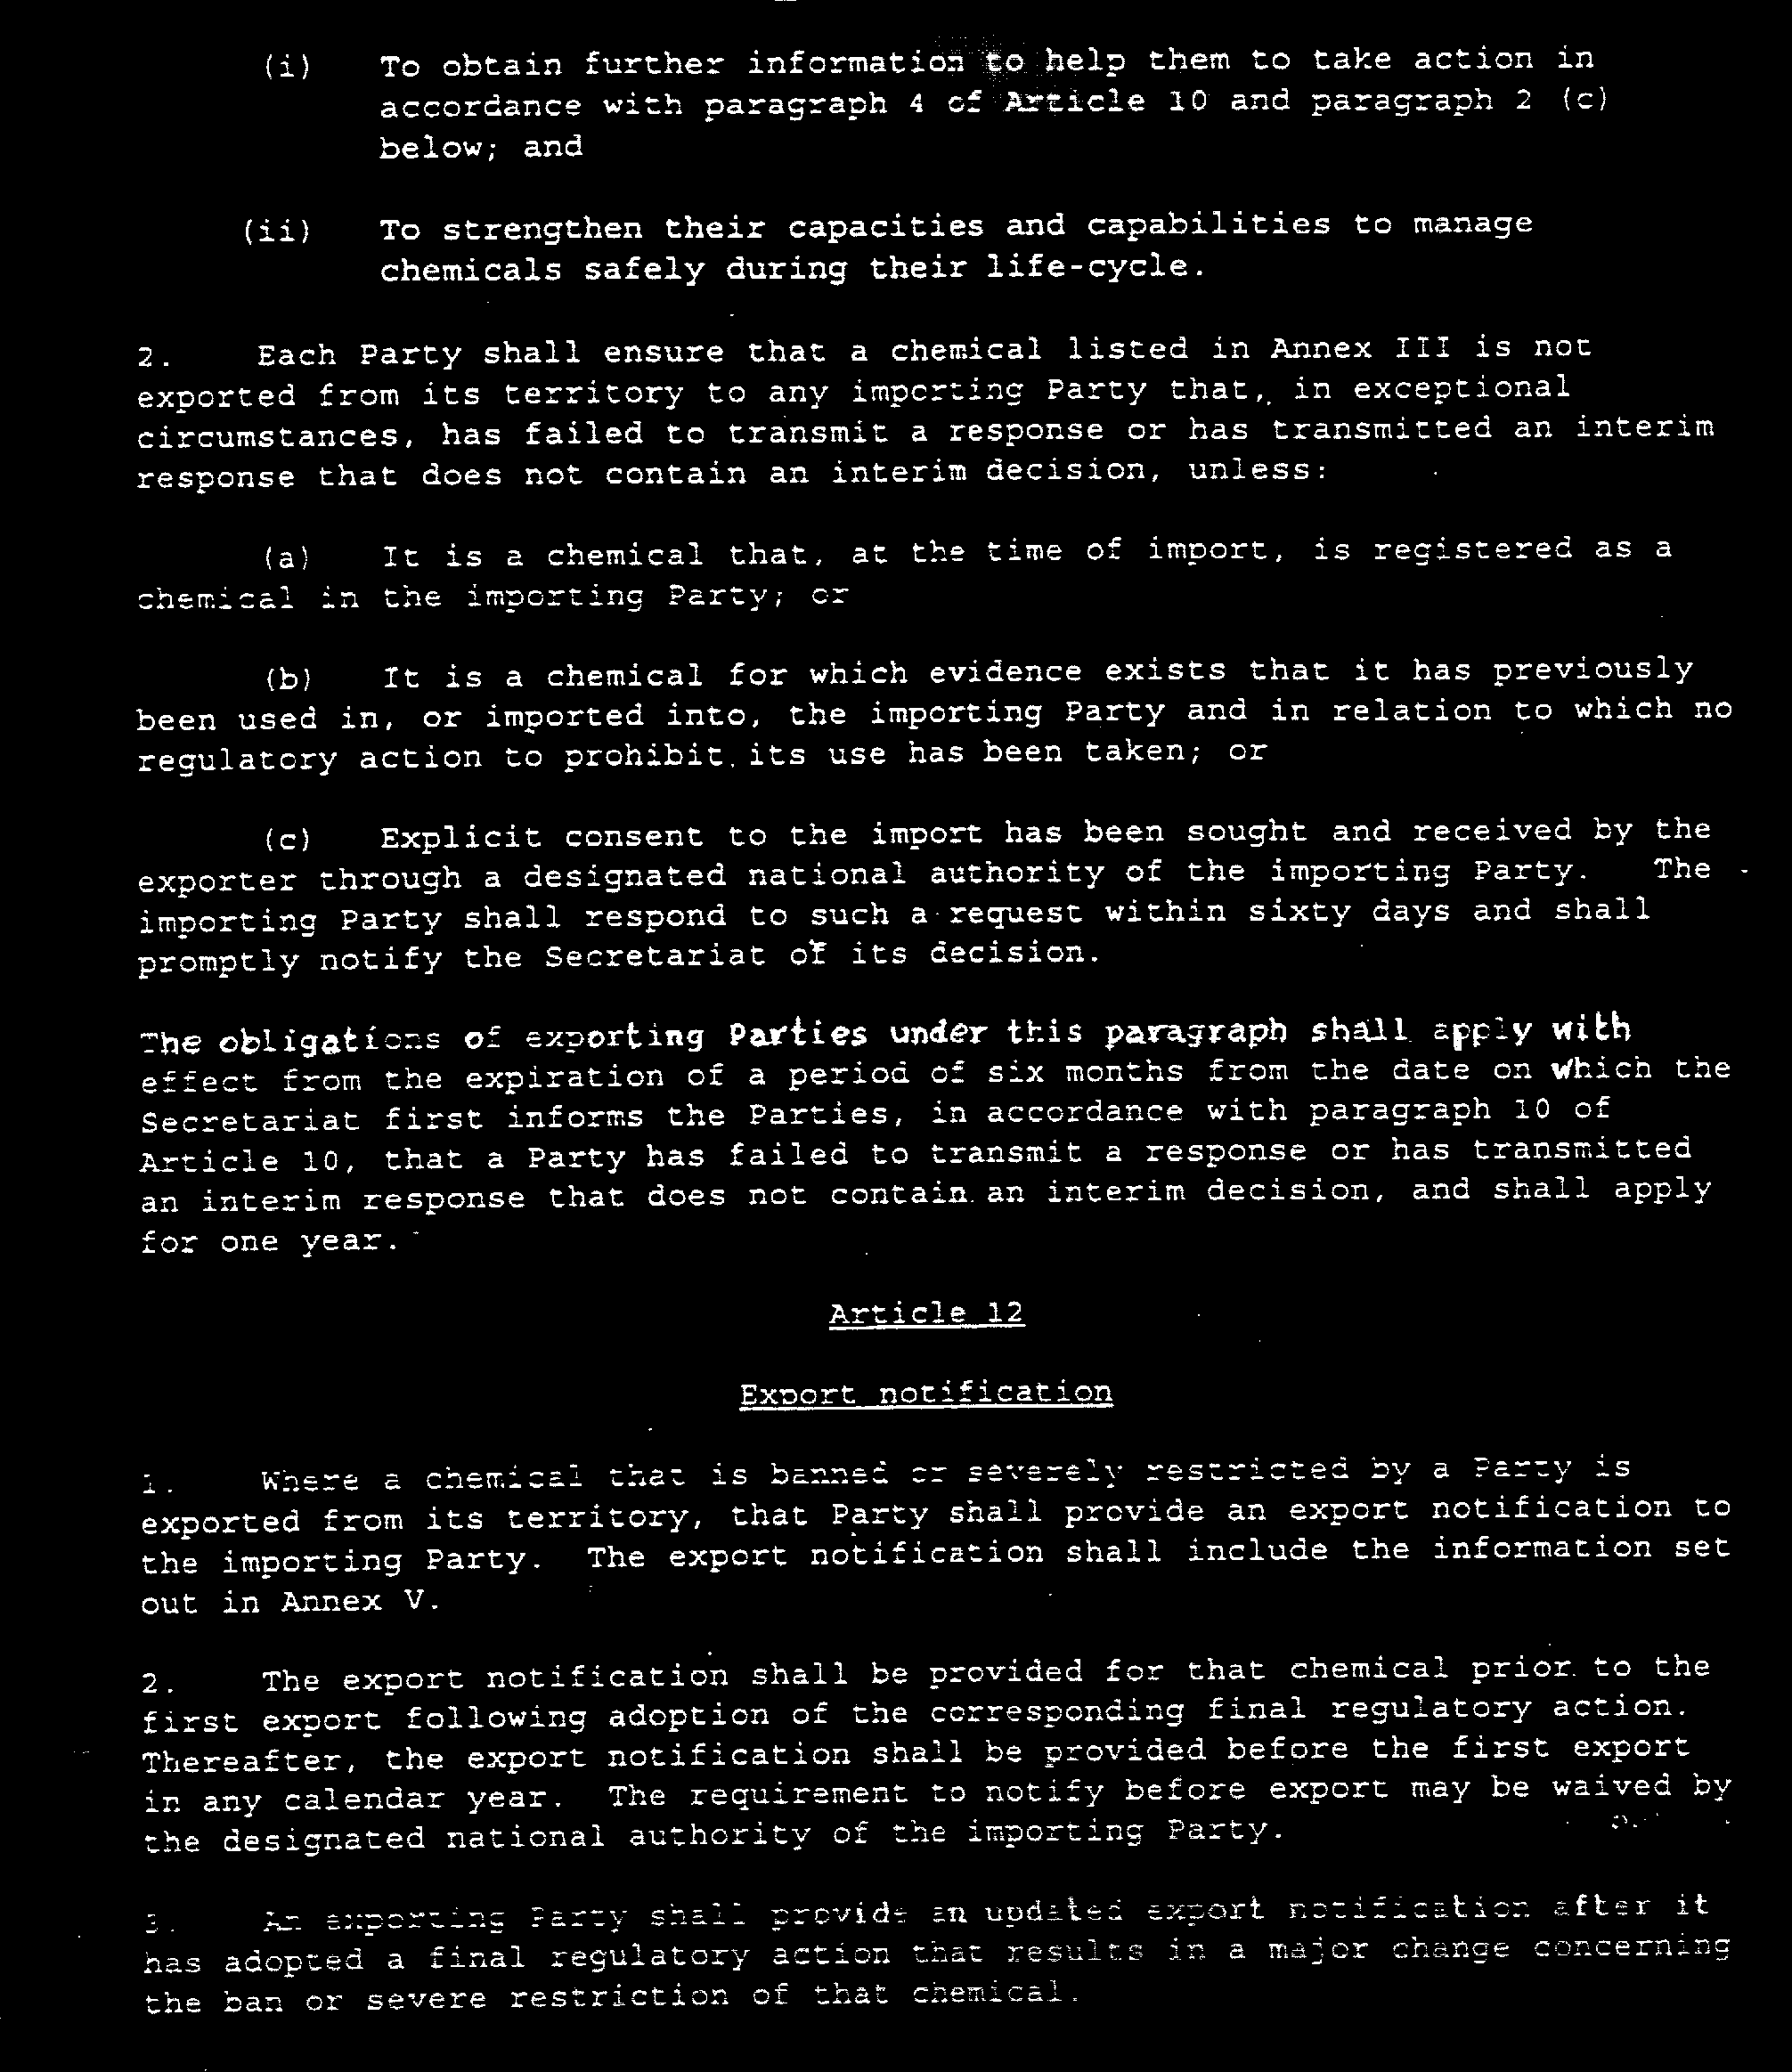 (i) To obtain further information to help them to take action in
accordance with paragraph 4 of Article 10 and paragraph 2 (c)
below; and
(ii) To strengthen their capacities and capabilities to manage
chemicals safely during their life-cycle.
2. Each Party shall ensure that a chemical listed in Annex III is not
exported from its territory to any importing Party that, in exceptional
circumstances, has failed to transmit a response or has transmitted an interim
response that does not contain an interim decision, unless:
(a) It is a chemical that, at the time of import, is registered as a
chemical in the importing Party; or
(b) It is a chemical for which evidence exists that it has previously
been used in, or imported into, the importing Party and in relation to which no
regulatory action to prohibit its use has been taken; or
(c) Explicit consent to the import has been sought and received by the
exporter through a designated national authority of the importing Party. The
importing Party shall respond to such a request within sixty days and shall
promptly notify the Secretariat of its decision.
The obligations of exporting Parties under this paragraph shall apply with
effect from the expiration of a period of six months from the date on which the
Secretariat first informs the Parties, in accordance with paragraph 10 of
Article 10, that a Party has failed to transmit a response or has transmitted
an interim response that does not contain an interim decision, and shall apply
for one year.
Article 12
Export notification
1. Where a chemical that is banned or severely restricted by a Party is
exported from its territory, that Party shall provide an export notification to
the importing Party. The export notification shall include the information set
out in Annex V.
2. The export notification shall be provided for that chemical prior to the
first export following adoption of the corresponding final regulatory action.
Thereafter, the export notification shall be provided before the first export
in any calendar year. The requirement to notify before export may be waived by
the designated national authority of the importing Party.
3. An exporting Party shall provide an updated export notification after it
has adopted a final regulatory action that results in a major change concerning
the ban or severe restriction of that chemical.